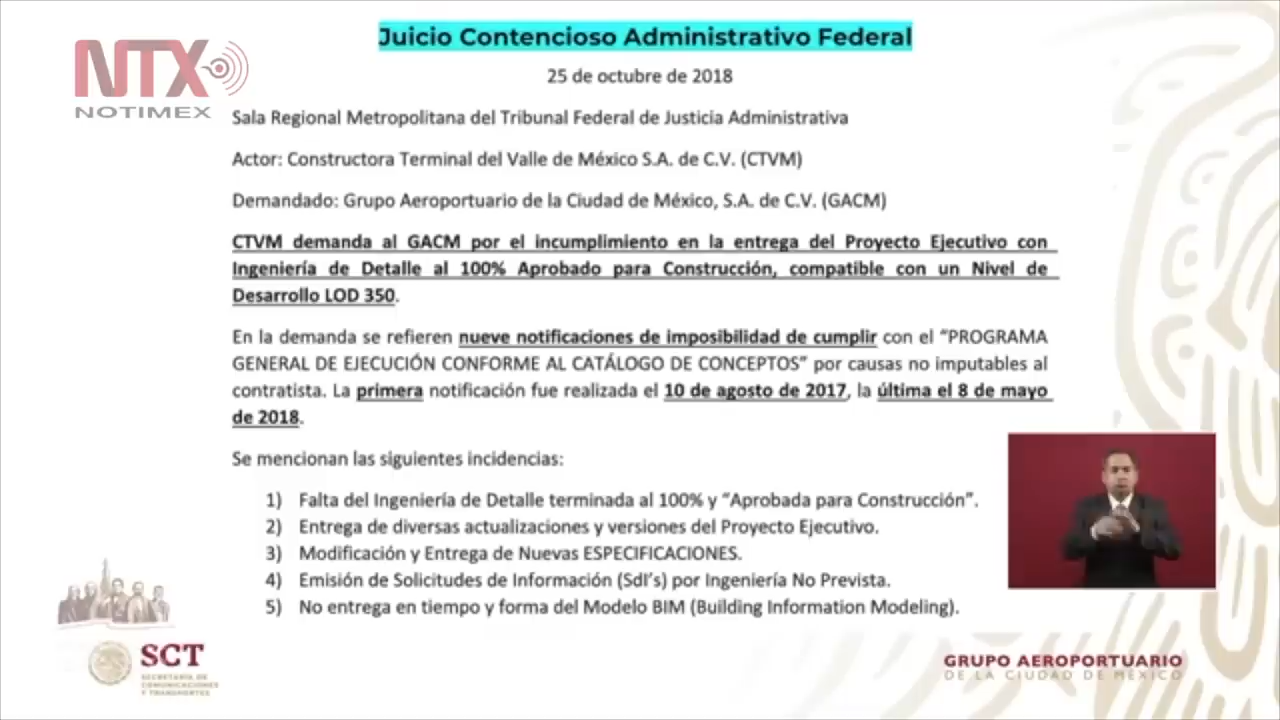 Juicio Contencioso Administrativo Federal
NTX
NOTIMEX
25 de octubre de 2018
Sala Regional Metropolitana del Tribunal Federal de Justicia Administrativa
Actor: Constructora Terminal del Valle de México S.A. de C.V. (CTVM)
Demandado: Grupo Aeroportuario de la Ciudad de México, S.A. de C.V. (GACM)
CTVM demanda al GACM por el incumplimiento en la entrega del Proyecto Ejecutivo con
Ingeniería de Detalle al 100% Aprobado para Construcción, compatible con un Nivel de
Desarrollo LOD 350.
En la demanda se refieren nueve notificaciones de imposibilidad de cumplir con el “PROGRAMA
GENERAL DE EJECUCIÓN CONFORME AL CATÁLOGO DE CONCEPTOS” por causas no imputables al
contratista. La primera notificación fue realizada el 10 de agosto de 2017, la última el 8 de mayo
de 2018.
Se mencionan las siguientes incidencias:
1) Falta del Ingeniería de Detalle terminada al 100% y “Aprobada para Construcción”.
2) Entrega de diversas actualizaciones y versiones del Proyecto Ejecutivo.
3) Modificación y Entrega de Nuevas ESPECIFICACIONES.
4) Emisión de Solicitudes de Información (SdI’s) por Ingeniería No Prevista.
5) No entrega en tiempo y forma del Modelo BIM (Building Information Modeling).
SCT
SECRETARÍA DE
COMUNICACIONES
Y TRANSPORTES
GRUPO AEROPORTUARIO
DE LA CIUDAD DE MÉXICO